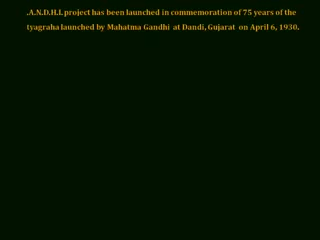 .A.N.D.H.I. project has been launched in commemoration of 75 years of the
tyagraha launched by Mahatma Gandhi at Dandi, Gujarat on April 6, 1930.